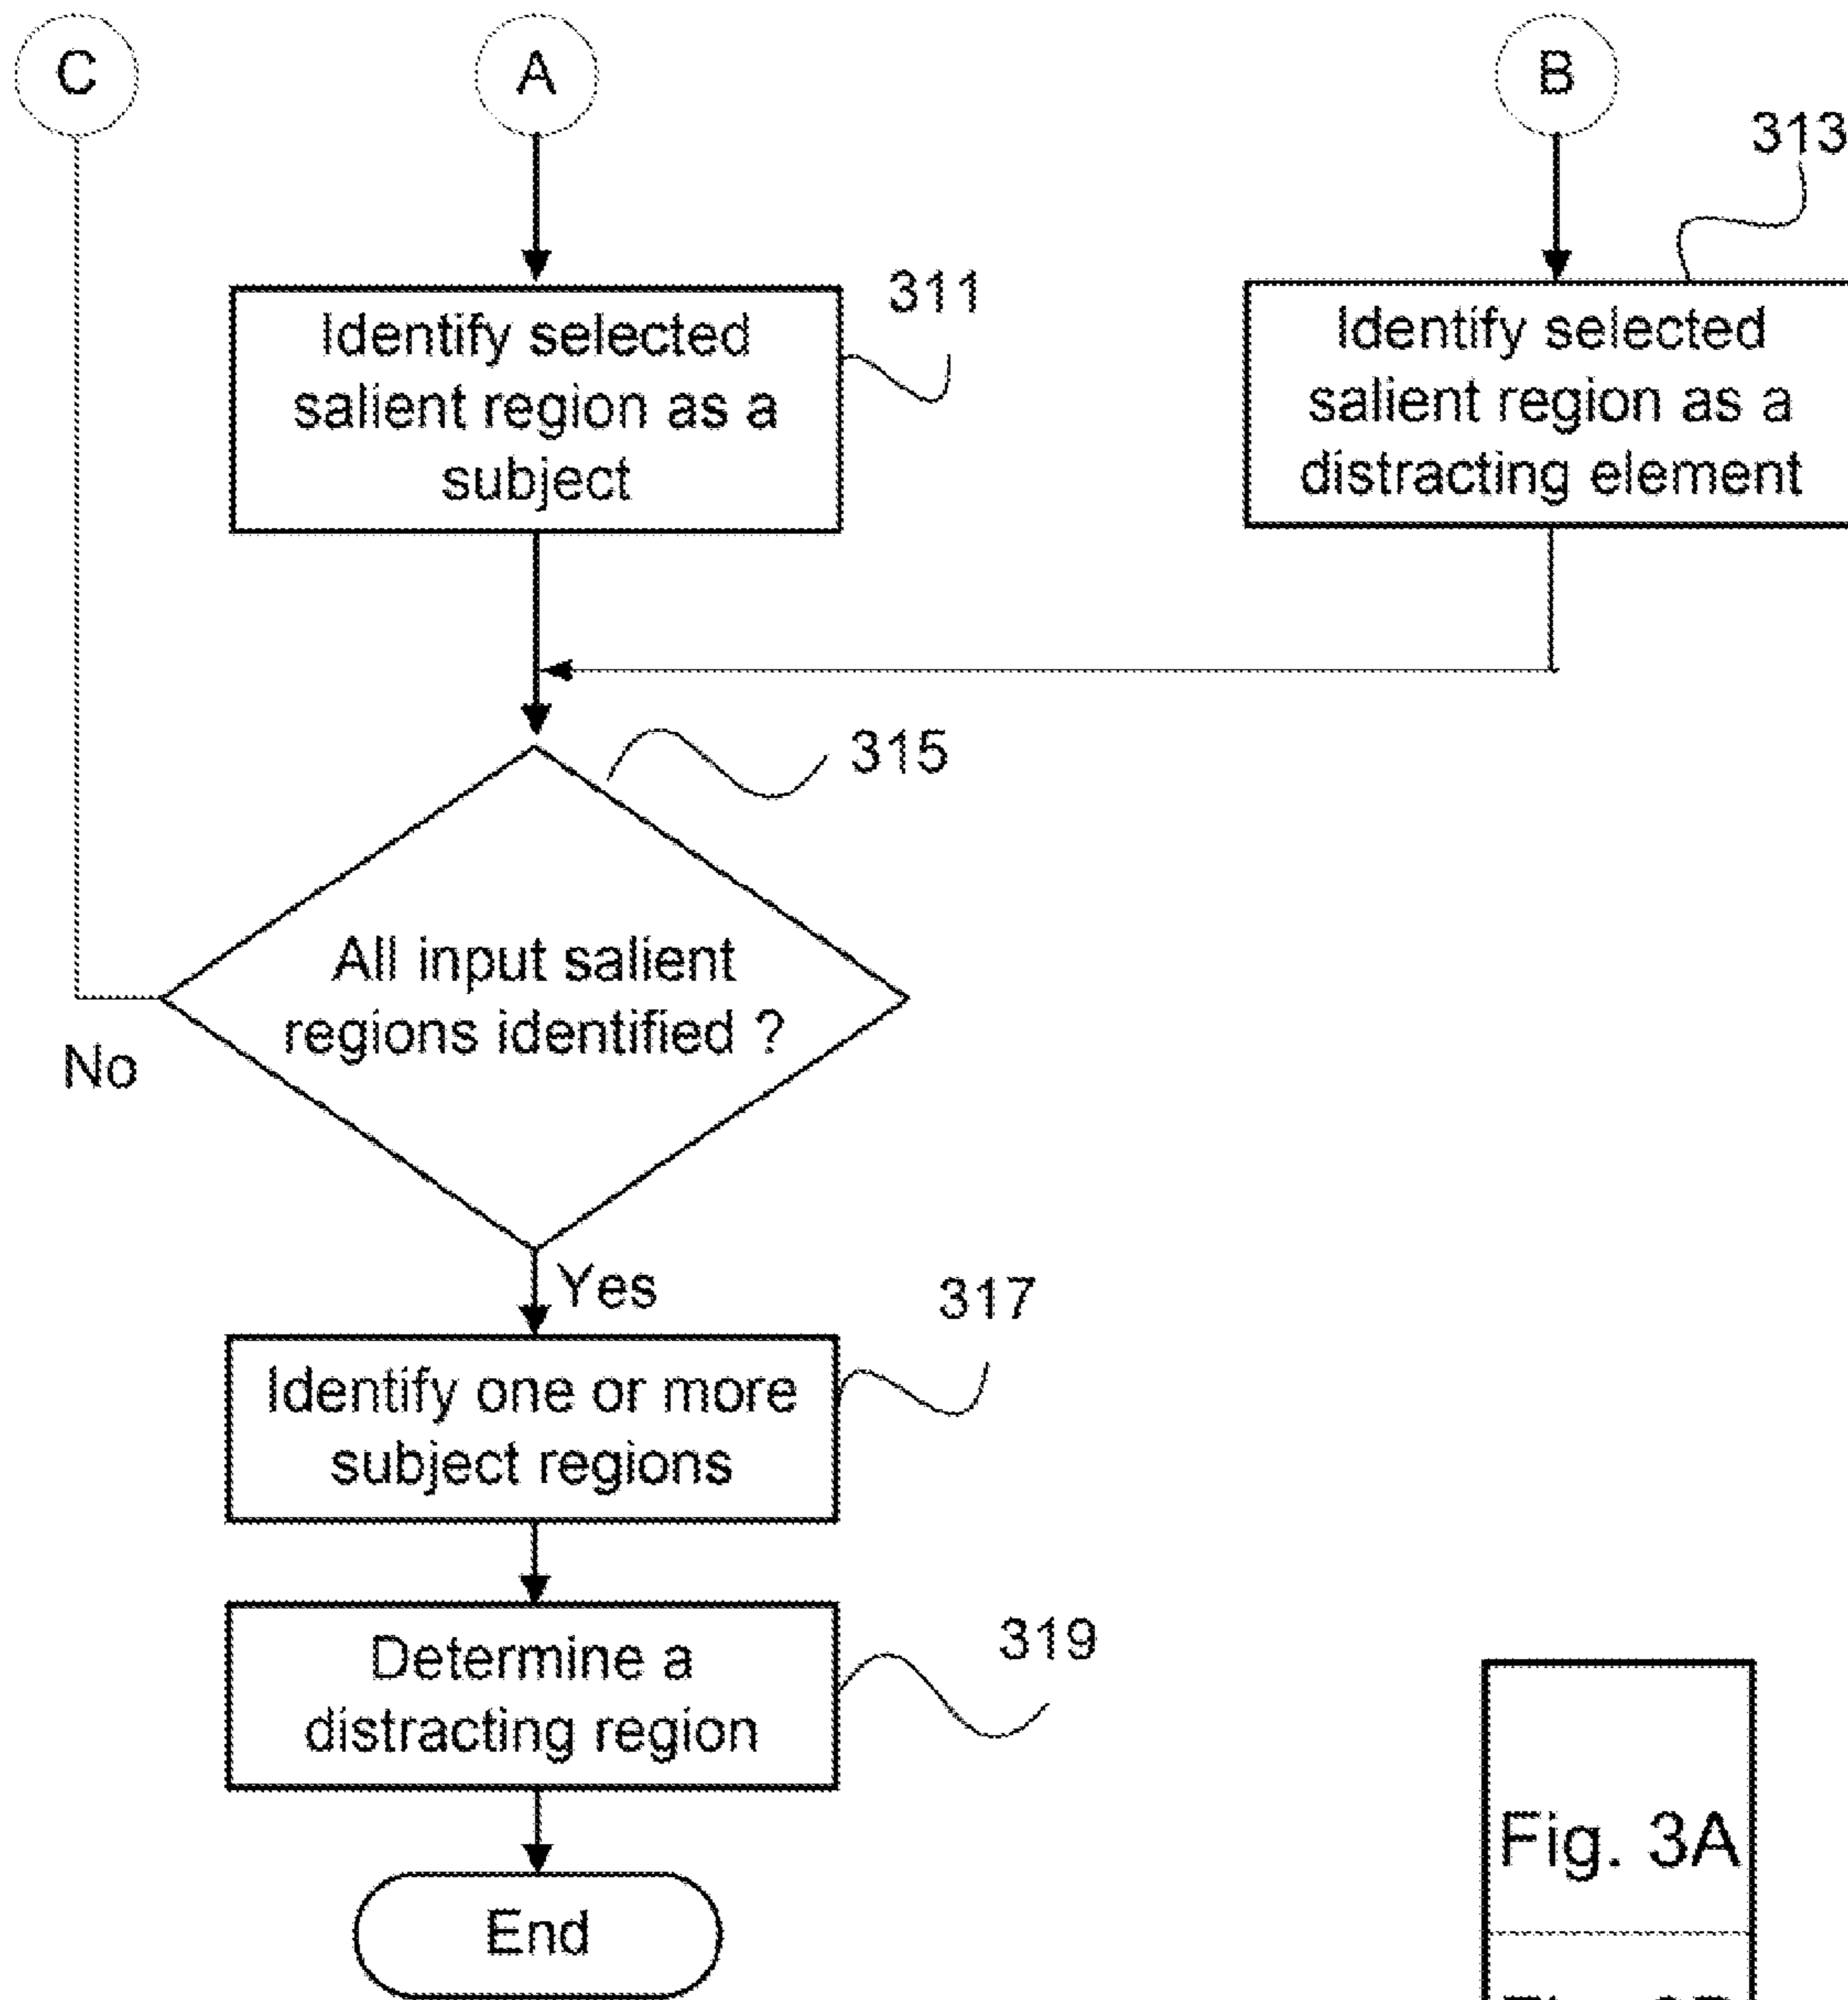 C
A
B
313
311
Identify selected
salient region as a
subject
Identify selected
salient region as a
distracting element
315
All input salient
regions identified ?
No
Yes
317
Identify one or more
subject regions
319
Determine a
distracting region
Fig. 3A
End